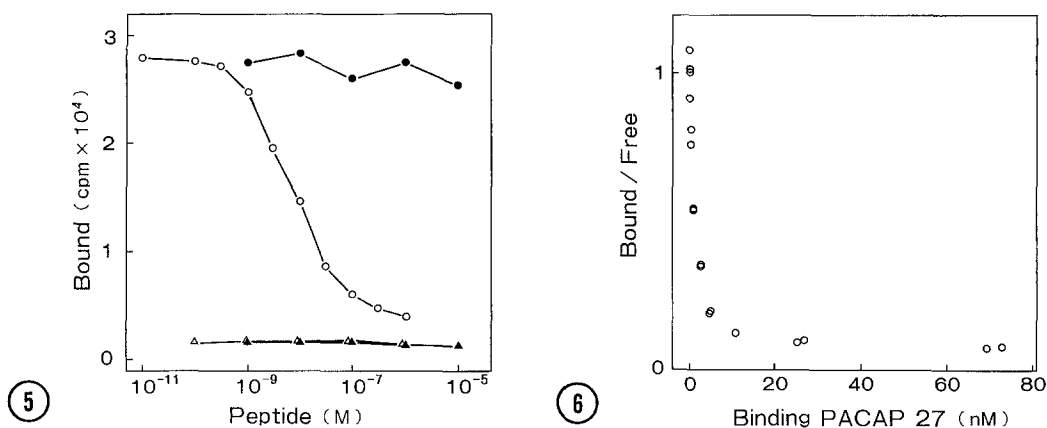 3
2
1
0
Bound (cpm × 10⁴)
10⁻¹¹ 10⁻⁹ 10⁻⁷ 10⁻⁵
Peptide (M)
5
1
0
Bound / Free
0 20 40 60 80
Binding PACAP 27 (nM)
6